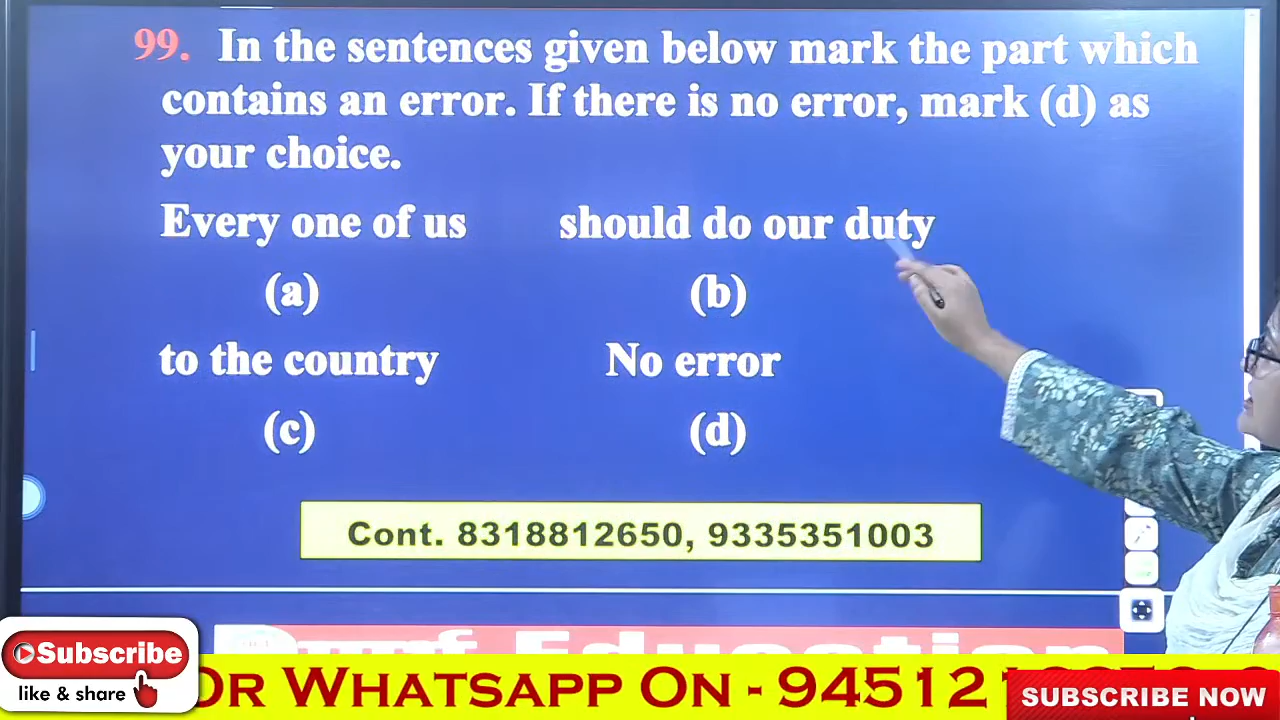 99. In the sentences given below mark the part which
contains an error. If there is no error, mark (d) as
your choice.
Every one of us should do our duty
(a) (b)
to the country No error
(c) (d)
Cont. 8318812650, 9335351003
Education
Subscribe
like & share
OR WHATSAPP ON - 94512
SUBSCRIBE NOW